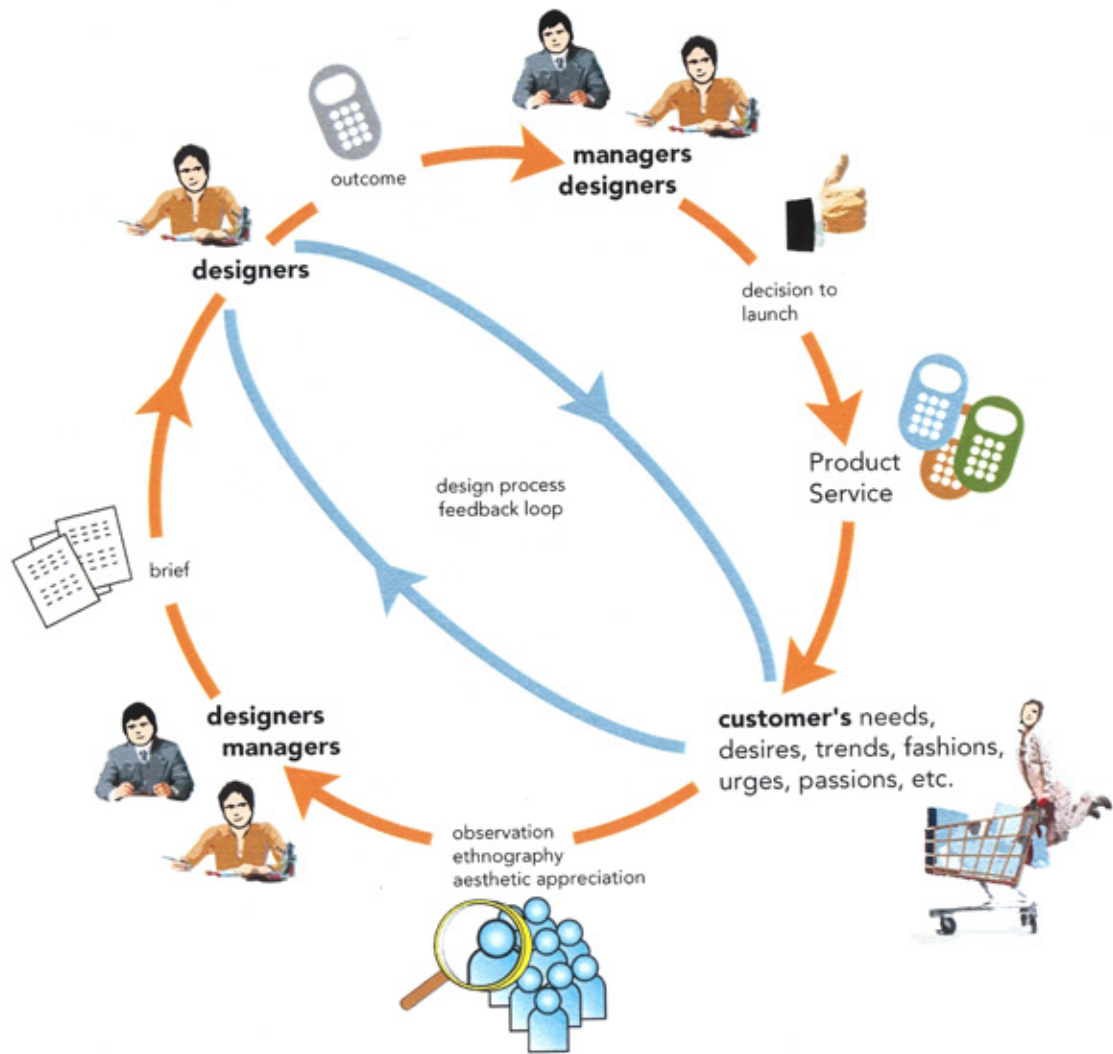 outcome
managers
designers
designers
decision to
launch
Product
Service
design process
feedback loop
brief
designers
managers
customer's needs,
desires, trends, fashions,
urges, passions, etc.
observation
ethnography
aesthetic appreciation